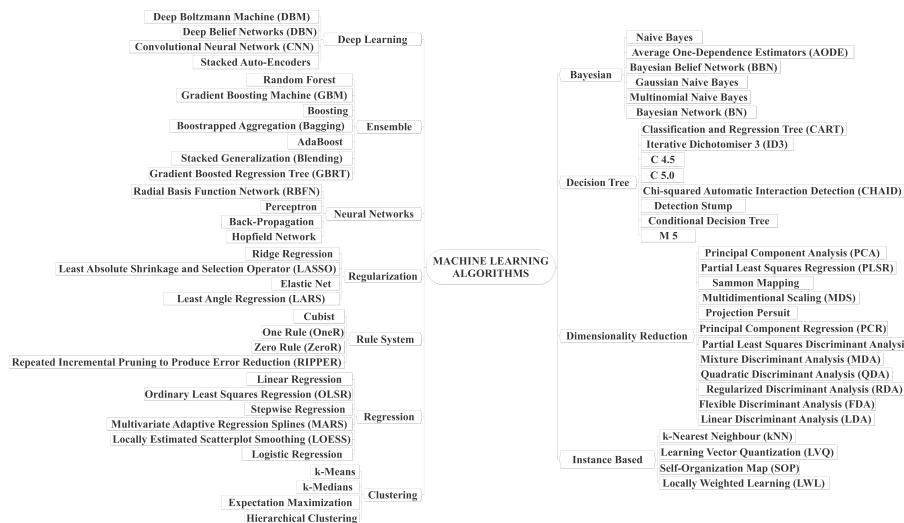 Deep Boltzmann Machine (DBM)
Deep Belief Networks (DBN)
Convolutional Neural Network (CNN)
Stacked Auto-Encoders
Deep Learning
Random Forest
Gradient Boosting Machine (GBM)
Boosting
Boostrapped Aggregation (Bagging)
AdaBoost
Stacked Generalization (Blending)
Gradient Boosted Regression Tree (GBRT)
Ensemble
Radial Basis Function Network (RBFN)
Perceptron
Back-Propagation
Hopfield Network
Neural Networks
Ridge Regression
Least Absolute Shrinkage and Selection Operator (LASSO)
Elastic Net
Least Angle Regression (LARS)
Regularization
Cubist
One Rule (OneR)
Zero Rule (ZeroR)
Repeated Incremental Pruning to Produce Error Reduction (RIPPER)
Rule System
Linear Regression
Ordinary Least Squares Regression (OLSR)
Stepwise Regression
Multivariate Adaptive Regression Splines (MARS)
Locally Estimated Scatterplot Smoothing (LOESS)
Logistic Regression
Regression
k-Means
k-Medians
Expectation Maximization
Hierarchical Clustering
Clustering
MACHINE LEARNING
ALGORITHMS
Bayesian
Naive Bayes
Average One-Dependence Estimators (AODE)
Bayesian Belief Network (BBN)
Gaussian Naive Bayes
Multinomial Naive Bayes
Bayesian Network (BN)
Decision Tree
Classification and Regression Tree (CART)
Iterative Dichotomiser 3 (ID3)
C 4.5
C 5.0
Chi-squared Automatic Interaction Detection (CHAID)
Detection Stump
Conditional Decision Tree
M 5
Dimensionality Reduction
Principal Component Analysis (PCA)
Partial Least Squares Regression (PLSR)
Sammon Mapping
Multidimentional Scaling (MDS)
Projection Persuit
Principal Component Regression (PCR)
Partial Least Squares Discriminant Analysi
Mixture Discriminant Analysis (MDA)
Quadratic Discriminant Analysis (QDA)
Regularized Discriminant Analysis (RDA)
Flexible Discriminant Analysis (FDA)
Linear Discriminant Analysis (LDA)
Instance Based
k-Nearest Neighbour (kNN)
Learning Vector Quantization (LVQ)
Self-Organization Map (SOP)
Locally Weighted Learning (LWL)